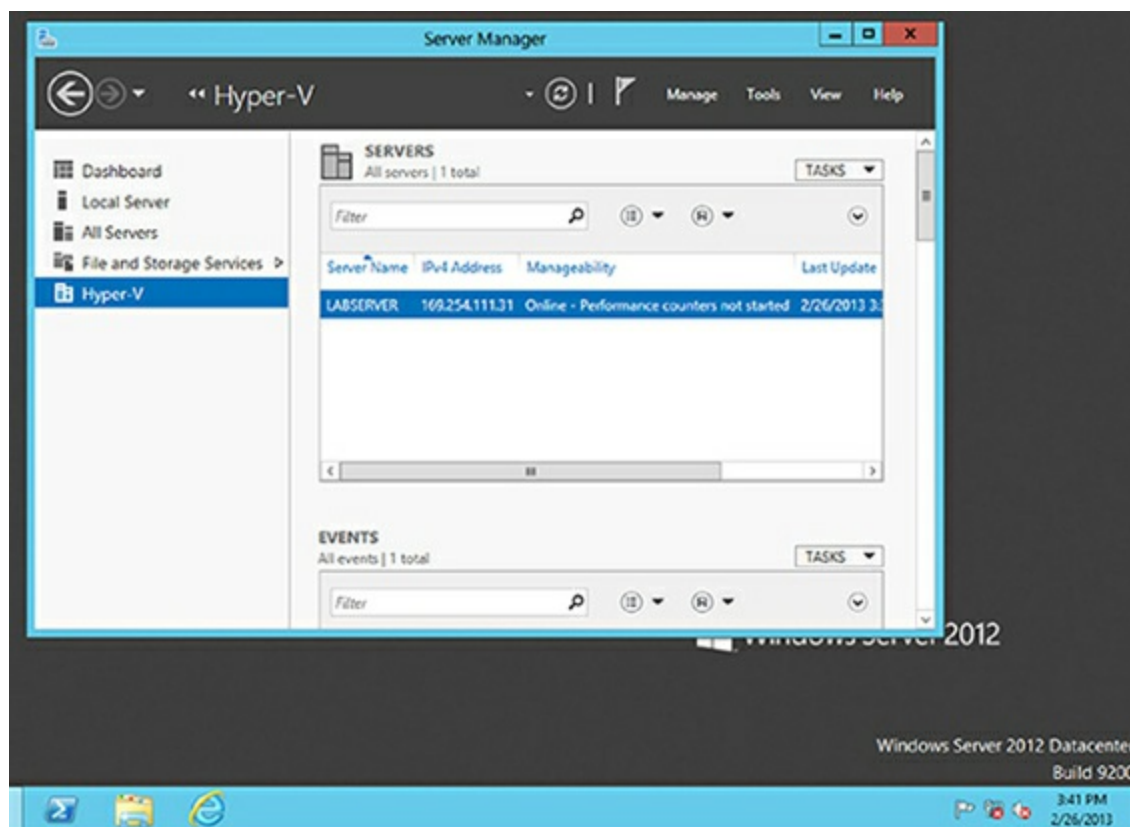 Server Manager
Hyper-V
Manage Tools View Help
Dashboard
Local Server
All Servers
File and Storage Services
Hyper-V
SERVERS
All servers | 1 total
TASKS
Filter
Server Name IPv4 Address Manageability Last Update
LABSERVER 169.254.111.31 Online - Performance counters not started 2/26/2013 3:
EVENTS
All events | 1 total
TASKS
Filter
2012
Windows Server 2012 Datacenter
Build 9200
3:41 PM
2/26/2013